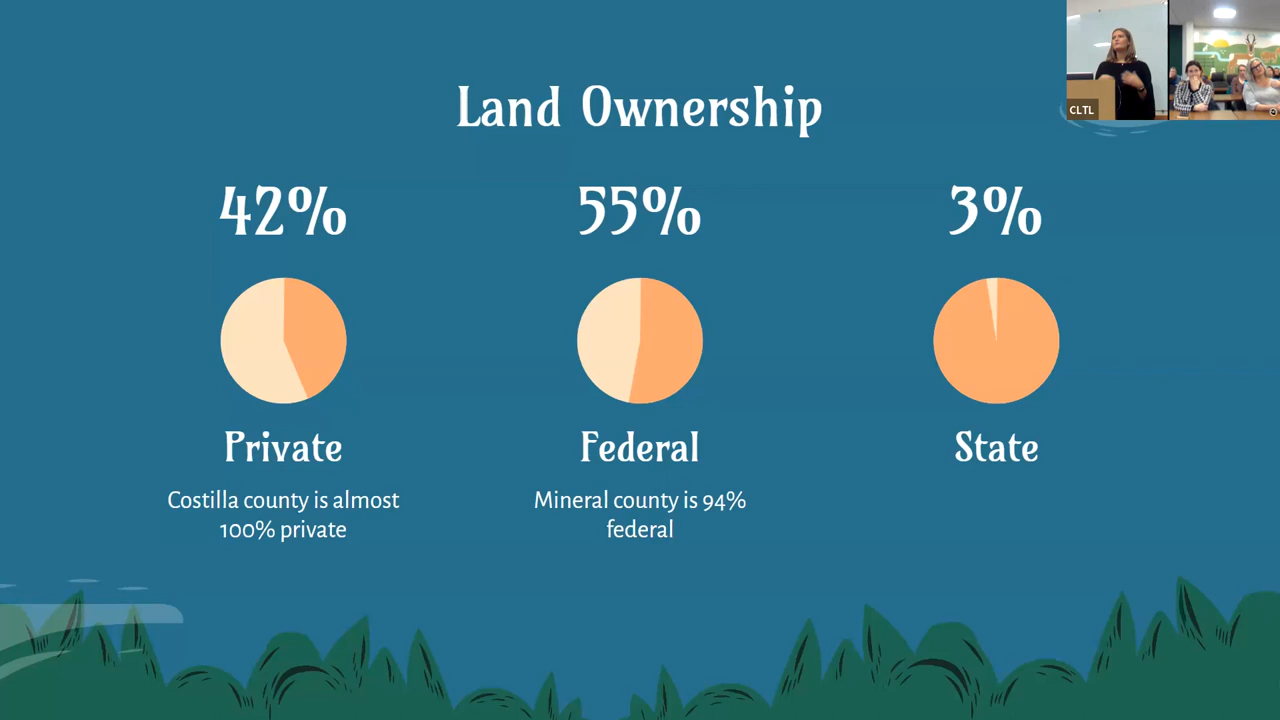 Land Ownership
CLTL
42%
55%
3%
Private
Federal
State
Costilla county is almost
100% private
Mineral county is 94%
federal